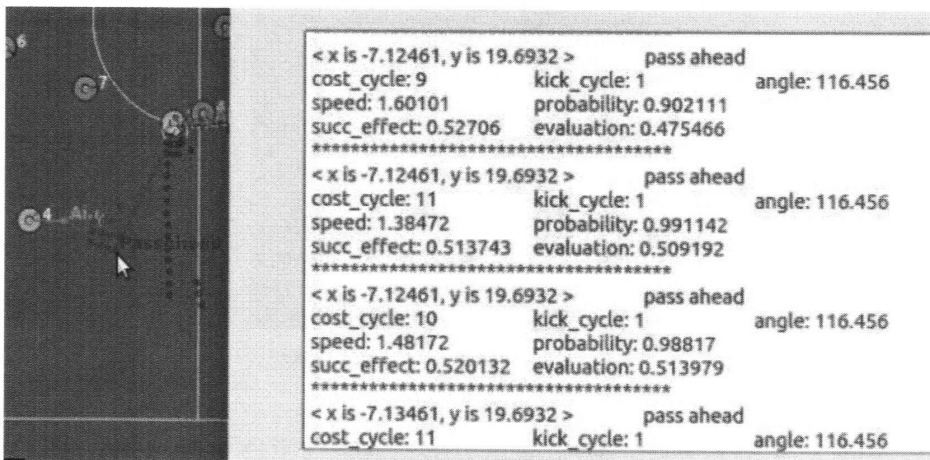 6
7
4
< x is -7.12461, y is 19.6932 > pass ahead
cost_cycle: 9 kick_cycle: 1 angle: 116.456
speed: 1.60101 probability: 0.902111
succ_effect: 0.52706 evaluation: 0.475466
*************************************
< x is -7.12461, y is 19.6932 > pass ahead
cost_cycle: 11 kick_cycle: 1 angle: 116.456
speed: 1.38472 probability: 0.991142
succ_effect: 0.513743 evaluation: 0.509192
*************************************
< x is -7.12461, y is 19.6932 > pass ahead
cost_cycle: 10 kick_cycle: 1 angle: 116.456
speed: 1.48172 probability: 0.98817
succ_effect: 0.520132 evaluation: 0.513979
*************************************
< x is -7.13461, y is 19.6932 > pass ahead
cost_cycle: 11 kick_cycle: 1 angle: 116.456